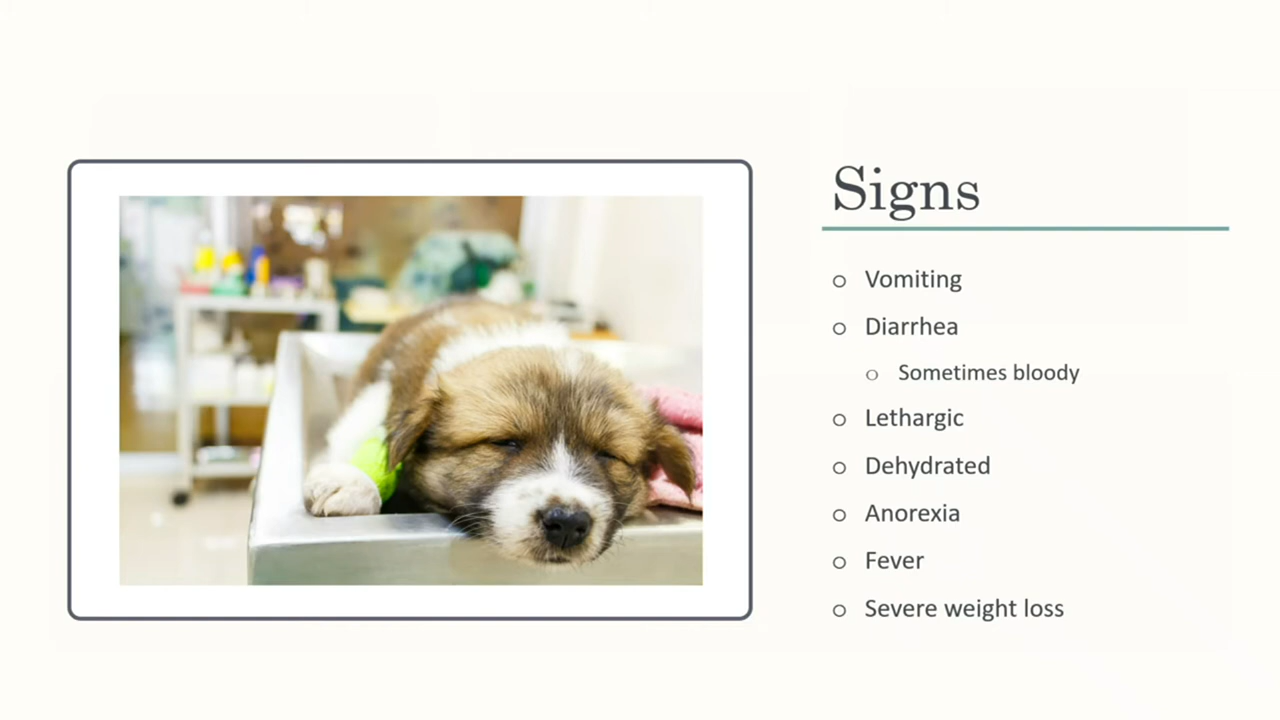 Signs
o Vomiting
o Diarrhea
o Sometimes bloody
o Lethargic
o Dehydrated
o Anorexia
o Fever
o Severe weight loss